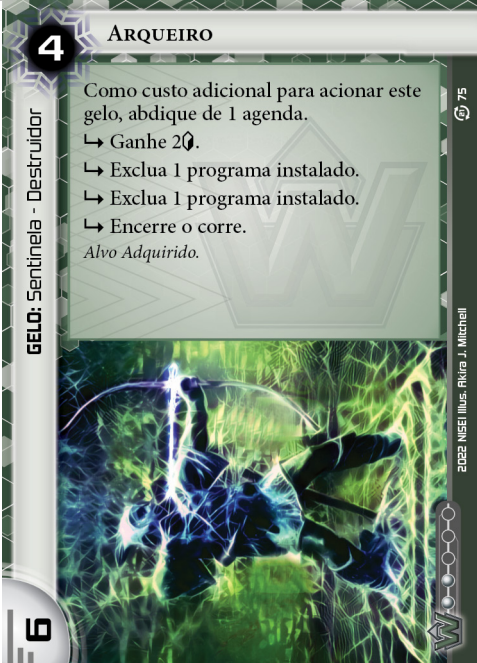 4
ARQUEIRO
Como custo adicional para acionar este
gelo, abdique de 1 agenda.
↳ Ganhe 2.
↳ Exclua 1 programa instalado.
↳ Exclua 1 programa instalado.
↳ Encerre o corre.
Alvo Adquirido.
GELO: Sentinela - Destruidor
6
75
2022 NISEI Illus. Akira J. Mitchell